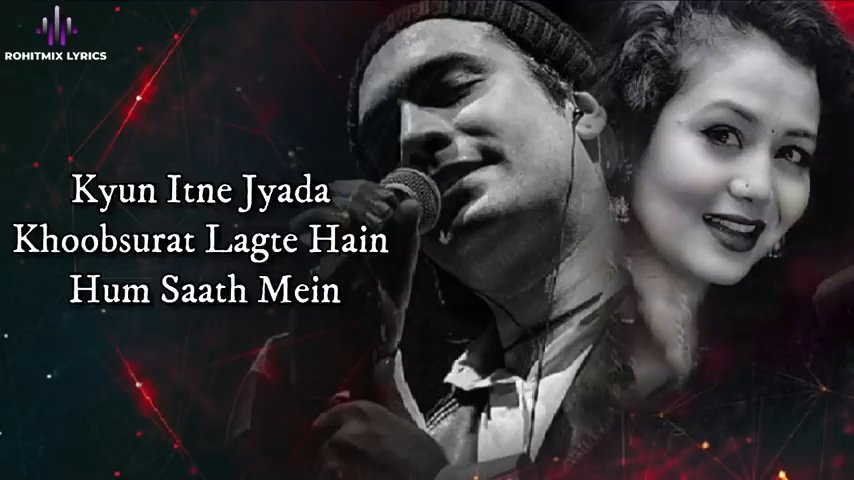 ROHITMIX LYRICS
Kyun Itne Jyada
Khoobsurat Lagte Hain
Hum Saath Mein